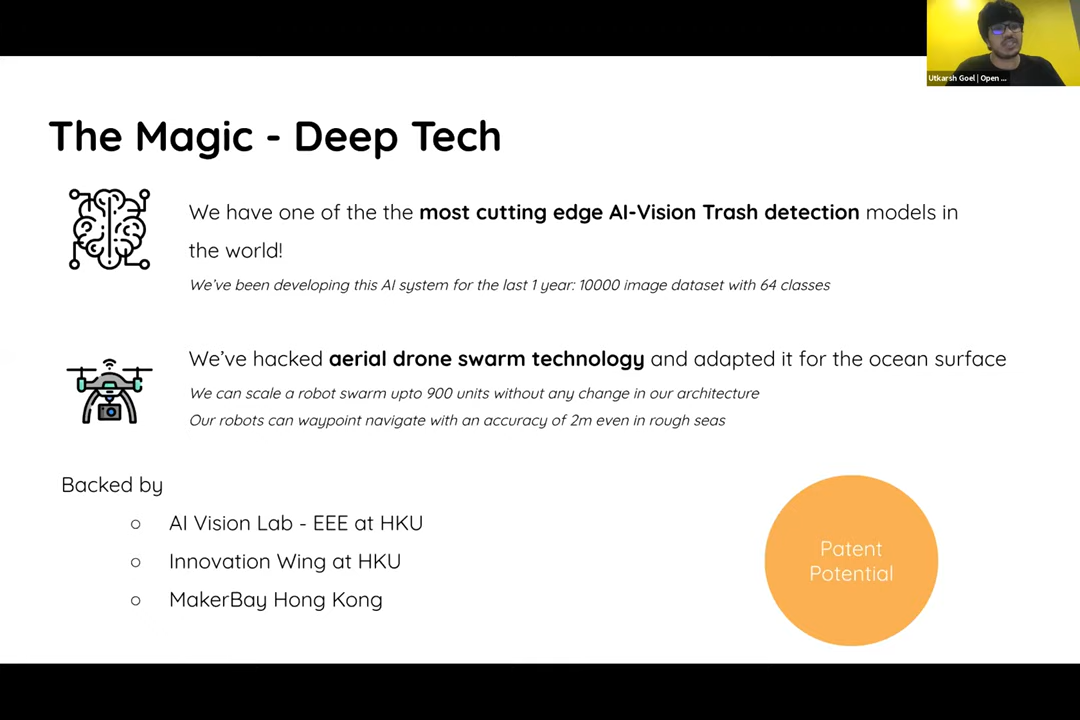 Utkarsh Goel | Open ...
The Magic - Deep Tech
We have one of the the most cutting edge AI-Vision Trash detection models in
the world!
We've been developing this AI system for the last 1 year: 10000 image dataset with 64 classes
We've hacked aerial drone swarm technology and adapted it for the ocean surface
We can scale a robot swarm upto 900 units without any change in our architecture
Our robots can waypoint navigate with an accuracy of 2m even in rough seas
Backed by
○ AI Vision Lab - EEE at HKU
○ Innovation Wing at HKU
○ MakerBay Hong Kong
Patent
Potential